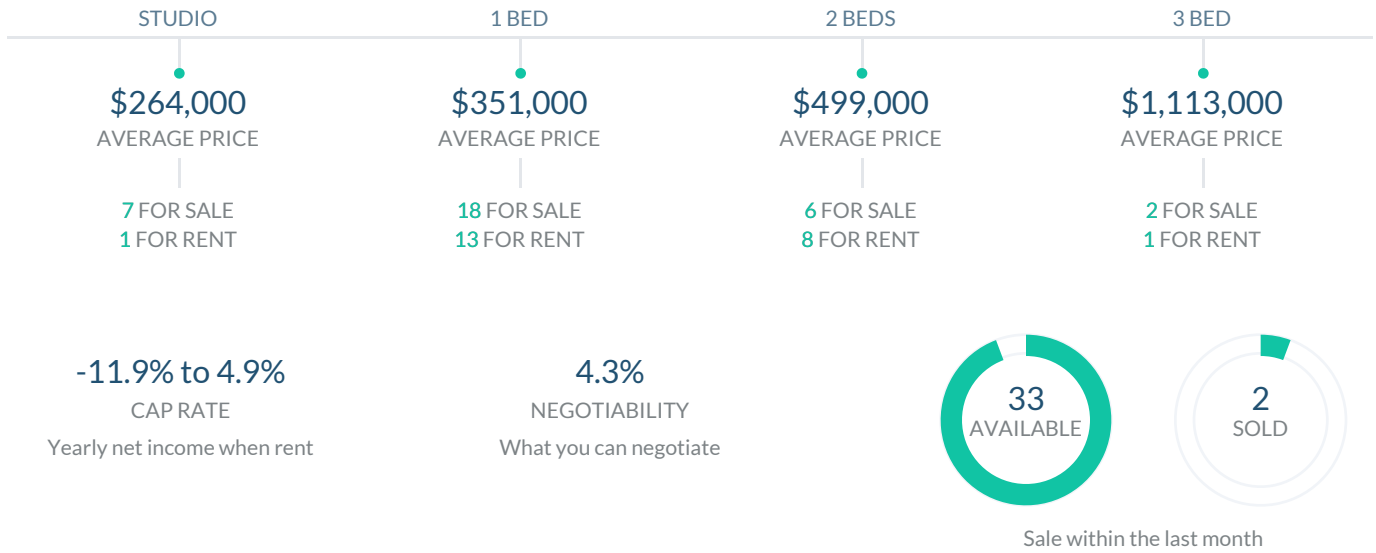 STUDIO
$264,000
AVERAGE PRICE
7 FOR SALE
1 FOR RENT
1 BED
$351,000
AVERAGE PRICE
18 FOR SALE
13 FOR RENT
2 BEDS
$499,000
AVERAGE PRICE
6 FOR SALE
8 FOR RENT
3 BED
$1,113,000
AVERAGE PRICE
2 FOR SALE
1 FOR RENT
-11.9% to 4.9%
CAP RATE
Yearly net income when rent
4.3%
NEGOTIABILITY
What you can negotiate
33
AVAILABLE
2
SOLD
Sale within the last month